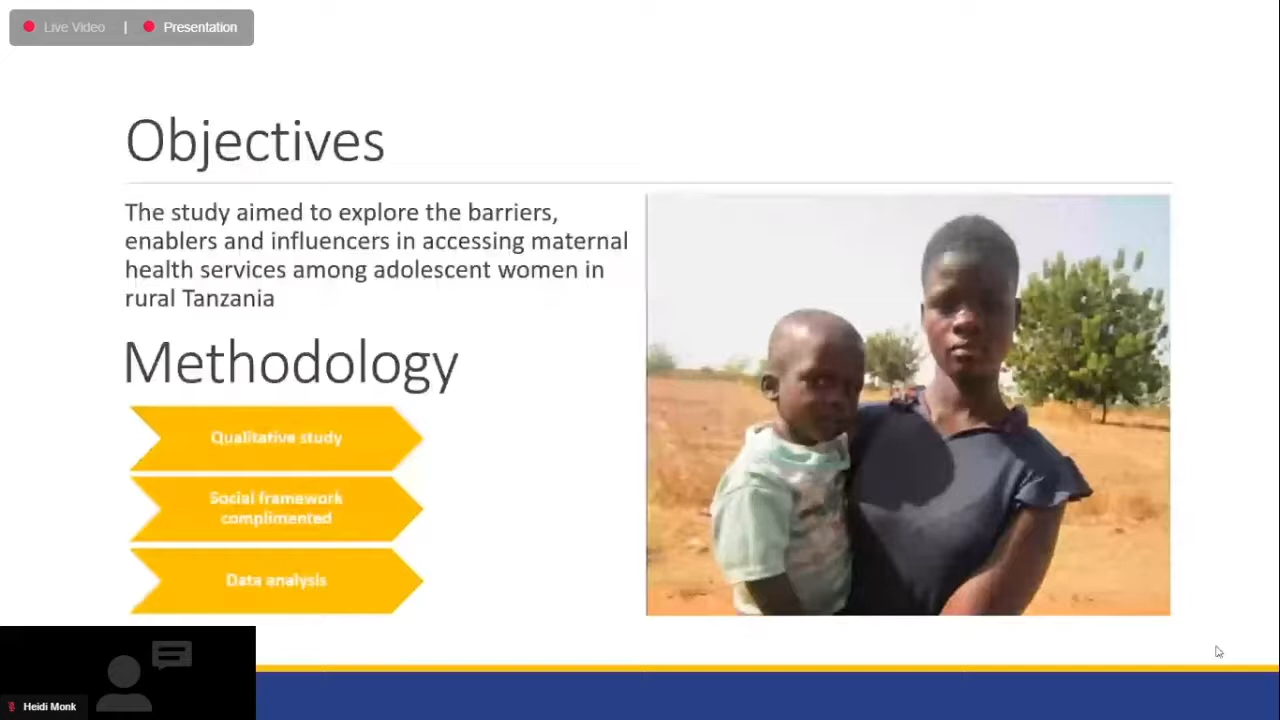 Live Video | Presentation
Objectives
The study aimed to explore the barriers,
enablers and influencers in accessing maternal
health services among adolescent women in
rural Tanzania
Methodology
Qualitative study
Social framework
complimented
Data analysis
Heidi Monk